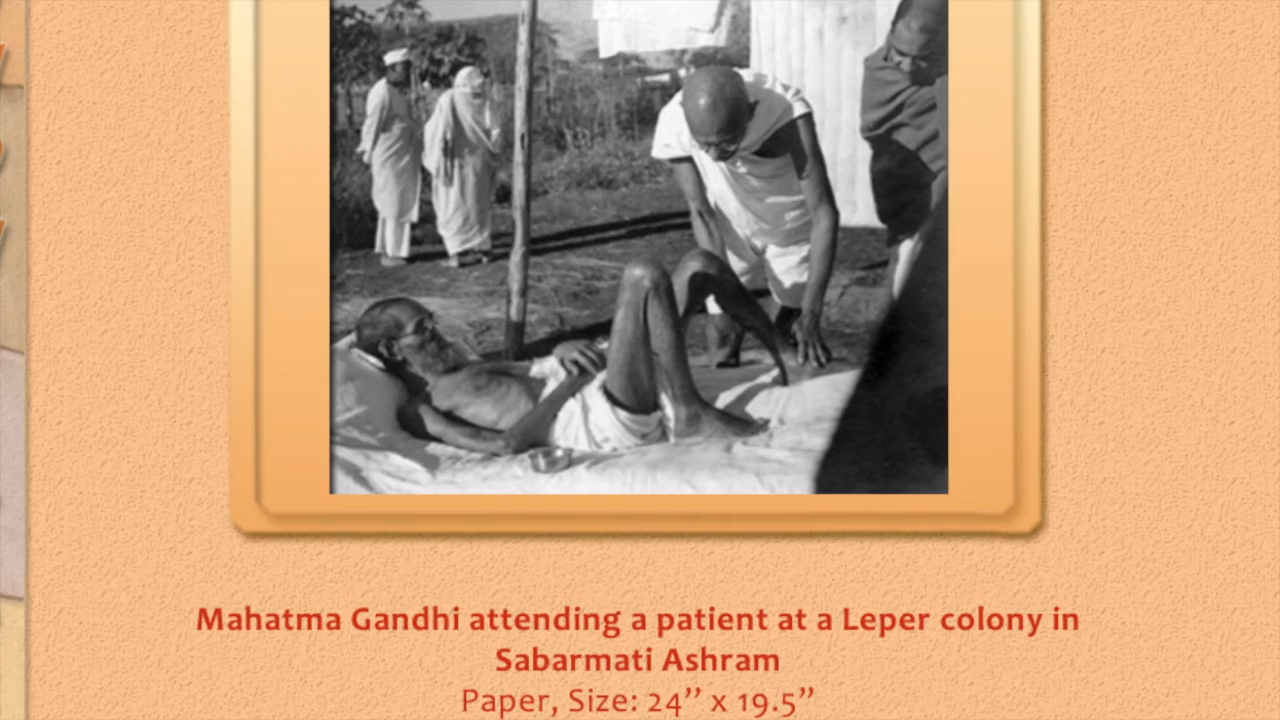 Mahatma Gandhi attending a patient at a Leper colony in
Sabarmati Ashram
Paper, Size: 24’’ x 19.5’’